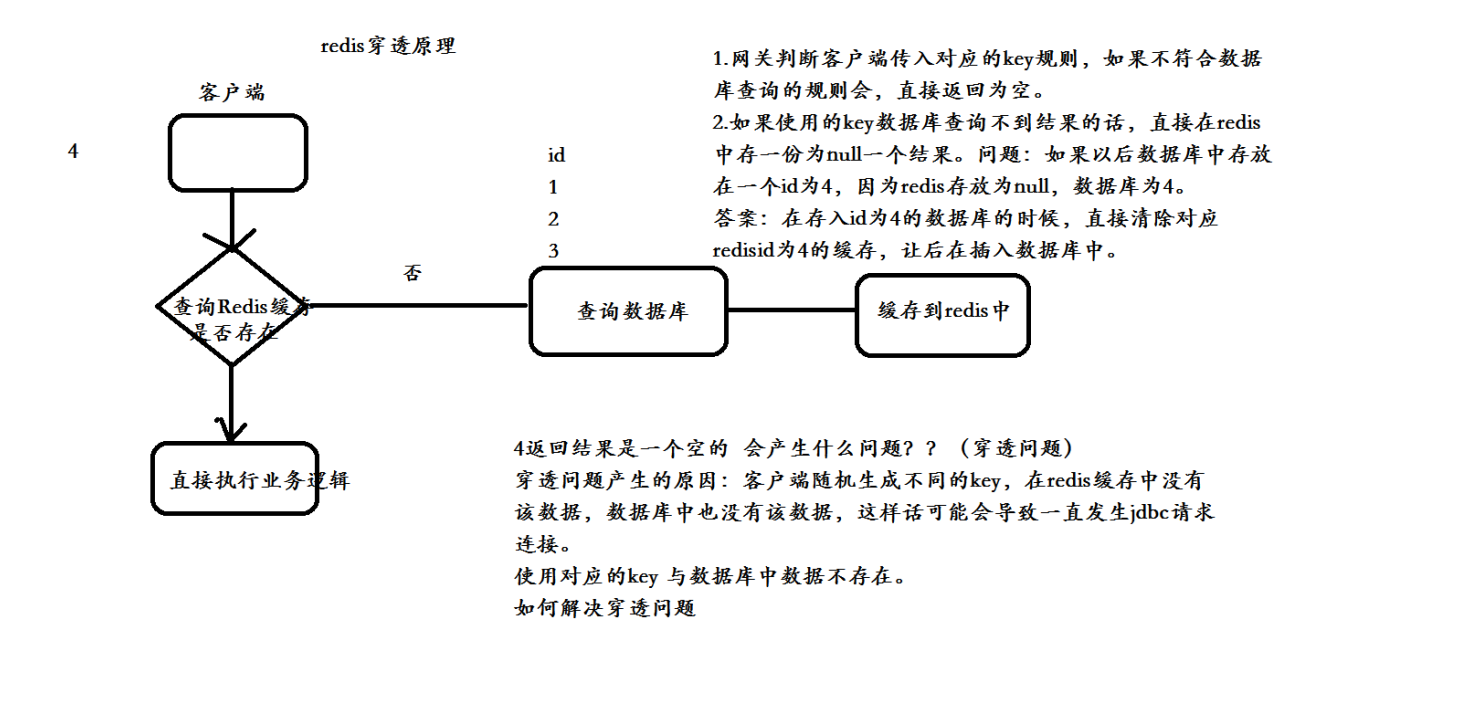 redis穿透原理
1.网关判断客户端传入对应的key规则，如果不符合数据
库查询的规则会，直接返回为空。
2.如果使用的key数据库查询不到结果的话，直接在redis
中存一份为null一个结果。问题：如果以后数据库中存放
在一个id为4，因为redis存放为null，数据库为4。
答案：在存入id为4的数据库的时候，直接清除对应
redisid为4的缓存，让后在插入数据库中。
客户端
4
id
1
2
3
查询Redis缓存
是否存在
否
查询数据库
缓存到redis中
直接执行业务逻辑
4返回结果是一个空的 会产生什么问题？？（穿透问题）
穿透问题产生的原因：客户端随机生成不同的key，在redis缓存中没有
该数据，数据库中也没有该数据，这样话可能会导致一直发生jdbc请求
连接。
使用对应的key 与数据库中数据不存在。
如何解决穿透问题